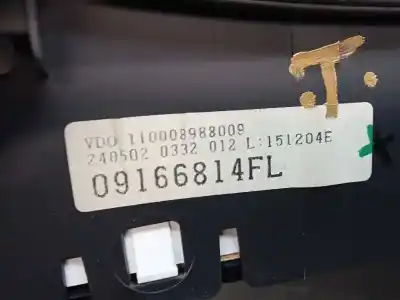 J.
VDO 110008988009
240502 0332 012 L:151204E
09166814FL